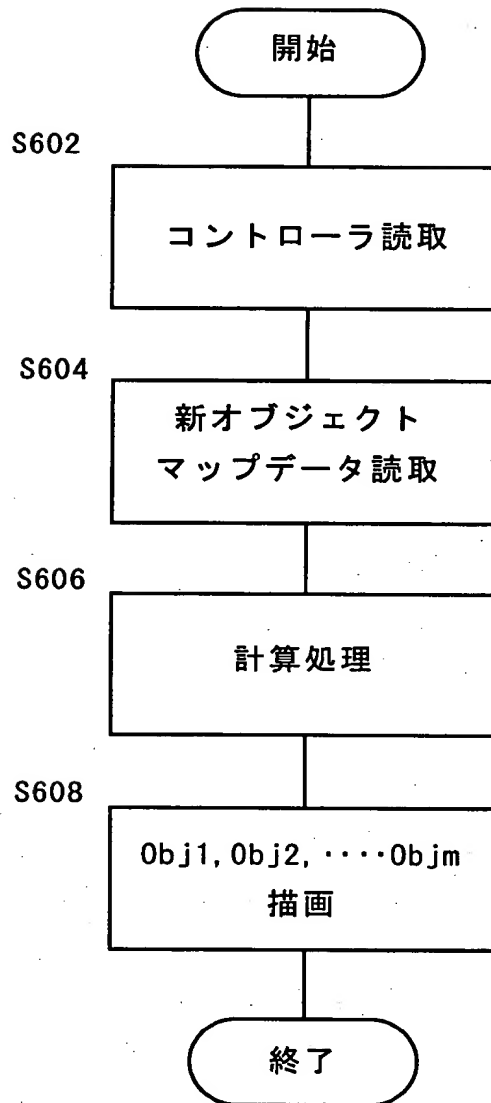 開始
S602
コントローラ読取
S604
新オブジェクト
マップデータ読取
S606
計算処理
S608
Obj1, Obj2, ····Objm
描画
終了